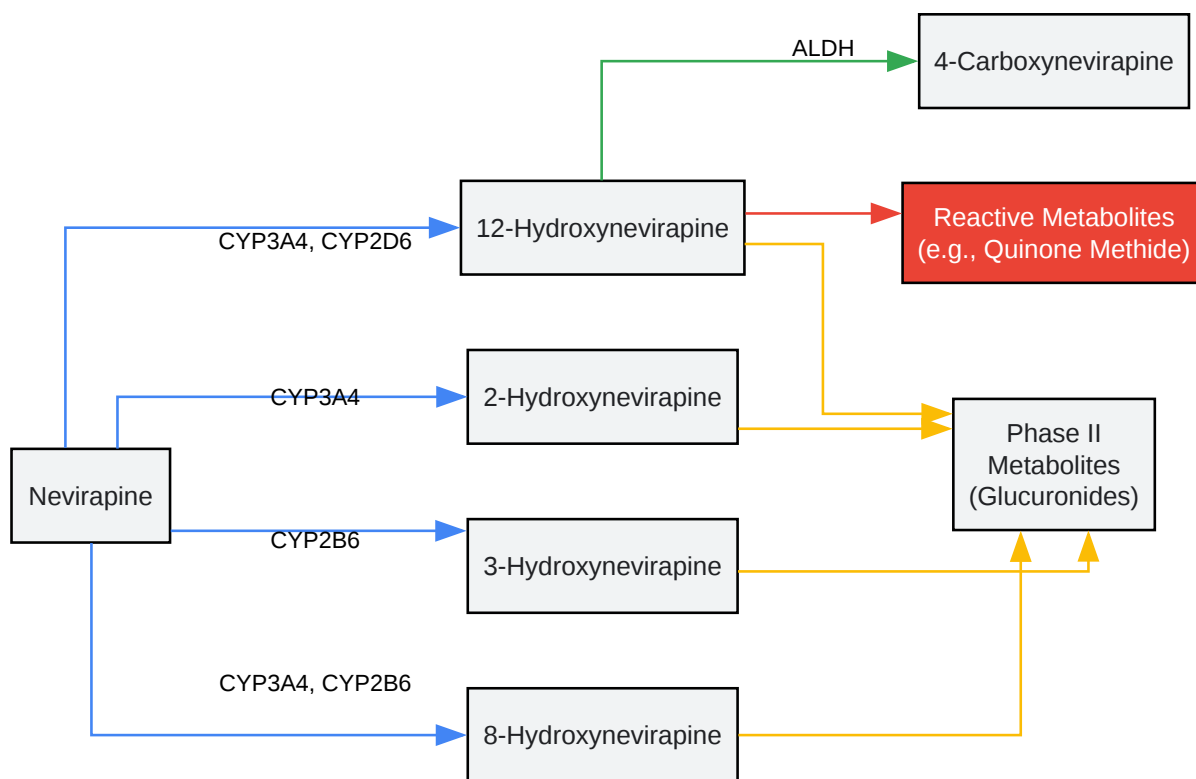 ALDH
4-Carboxynevirapine
12-Hydroxynevirapine
Reactive Metabolites
(e.g., Quinone Methide)
CYP3A4, CYP2D6
CYP3A4
2-Hydroxynevirapine
Phase II
Metabolites
(Glucuronides)
Nevirapine
CYP2B6
3-Hydroxynevirapine
CYP3A4, CYP2B6
8-Hydroxynevirapine